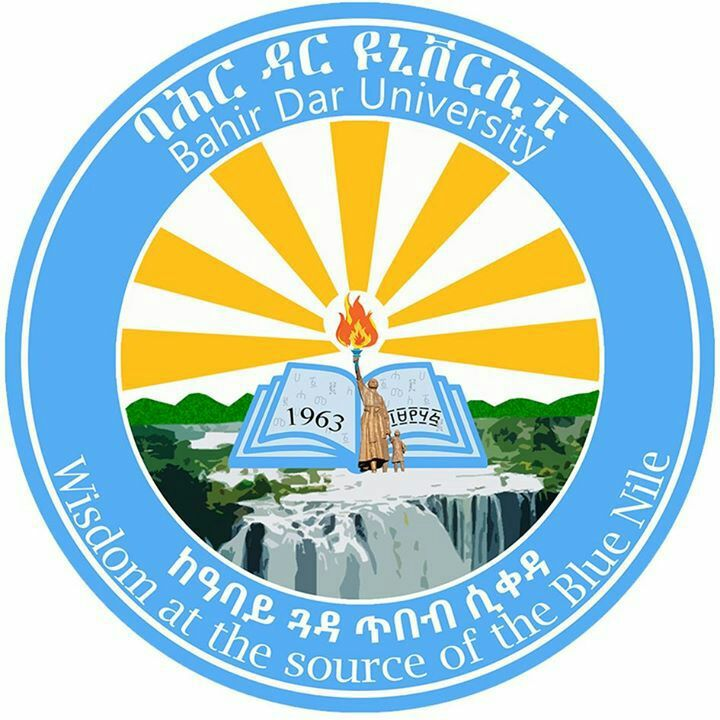 ባሕር ዳር ዩኒቨርሲቲ
Bahir Dar University
1963
ከዓባይ ጓዳ ጥበብ ሲቀዳ
Wisdom at the source of the Blue Nile